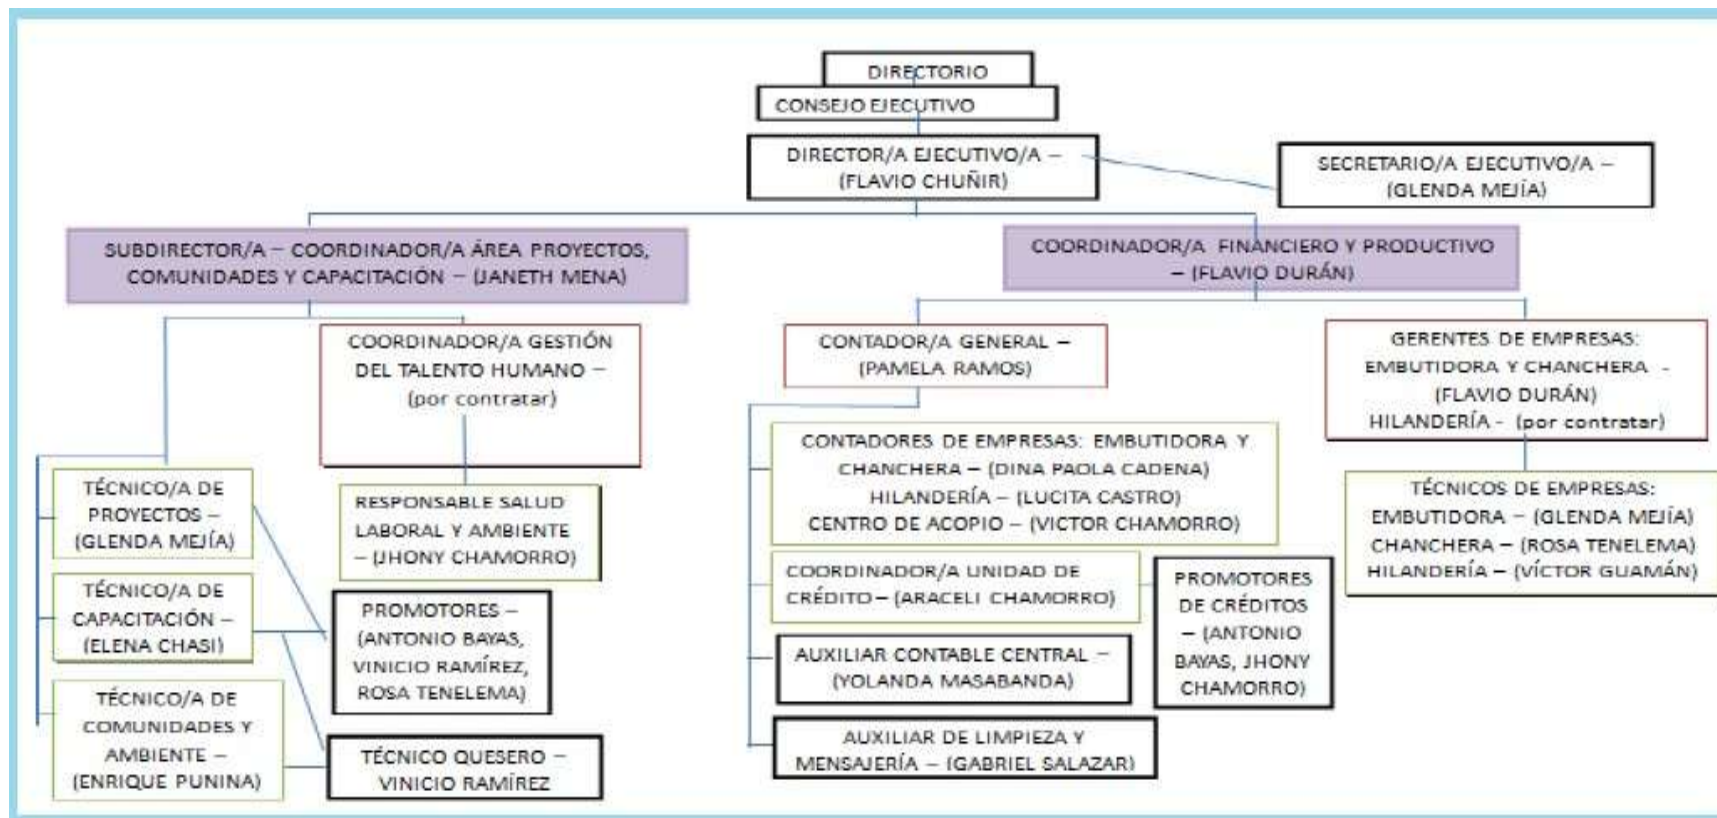 DIRECTORIO
CONSEJO EJECUTIVO
DIRECTOR/A EJECUTIVO/A –
(FLAVIO CHUÑIR)
SECRETARIO/A EJECUTIVO/A –
(GLENDA MEJÍA)
SUBDIRECTOR/A – COORDINADOR/A ÁREA PROYECTOS,
COMUNIDADES Y CAPACITACIÓN – (JANETH MENA)
COORDINADOR/A FINANCIERO Y PRODUCTIVO
– (FLAVIO DURÁN)
COORDINADOR/A GESTIÓN
DEL TALENTO HUMANO –
(por contratar)
CONTADOR/A GENERAL –
(PAMELA RAMOS)
GERENTES DE EMPRESAS:
EMBUTIDORA Y CHANCHERA -
(FLAVIO DURÁN)
HILANDERÍA - (por contratar)
TÉCNICO/A DE
PROYECTOS –
(GLENDA MEJÍA)
RESPONSABLE SALUD
LABORAL Y AMBIENTE
– (JHONY CHAMORRO)
CONTADORES DE EMPRESAS: EMBUTIDORA Y
CHANCHERA – (DINA PAOLA CADENA)
HILANDERÍA – (LUCITA CASTRO)
CENTRO DE ACOPIO – (VICTOR CHAMORRO)
TÉCNICOS DE EMPRESAS:
EMBUTIDORA – (GLENDA MEJÍA)
CHANCHERA – (ROSA TENELEMA)
HILANDERÍA – (VÍCTOR GUAMÁN)
TÉCNICO/A DE
CAPACITACIÓN –
(ELENA CHASI)
PROMOTORES –
(ANTONIO BAYAS,
VINICIO RAMÍREZ,
ROSA TENELEMA)
COORDINADOR/A UNIDAD DE
CRÉDITO – (ARACELI CHAMORRO)
PROMOTORES
DE CRÉDITOS
– (ANTONIO
BAYAS, JHONY
CHAMORRO)
AUXILIAR CONTABLE CENTRAL –
(YOLANDA MASABANDA)
TÉCNICO/A DE
COMUNIDADES Y
AMBIENTE –
(ENRIQUE PUNINA)
TÉCNICO QUESERO –
VINICIO RAMÍREZ
AUXILIAR DE LIMPIEZA Y
MENSAJERÍA – (GABRIEL SALAZAR)